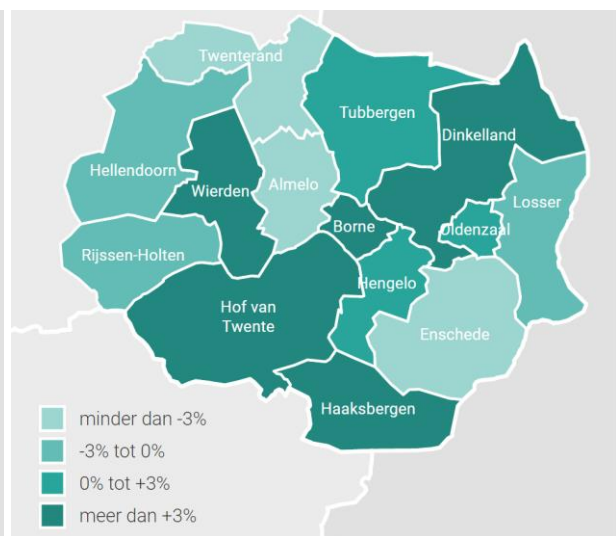 Twenterand
Tubbergen
Dinkelland
Hellendoorn
Wierden
Almelo
Losser
Borne
Oldenzaal
Rijssen-Holten
Hengelo
Hof van
Twente
Enschede
Haaksbergen
minder dan -3%
-3% tot 0%
0% tot +3%
meer dan +3%